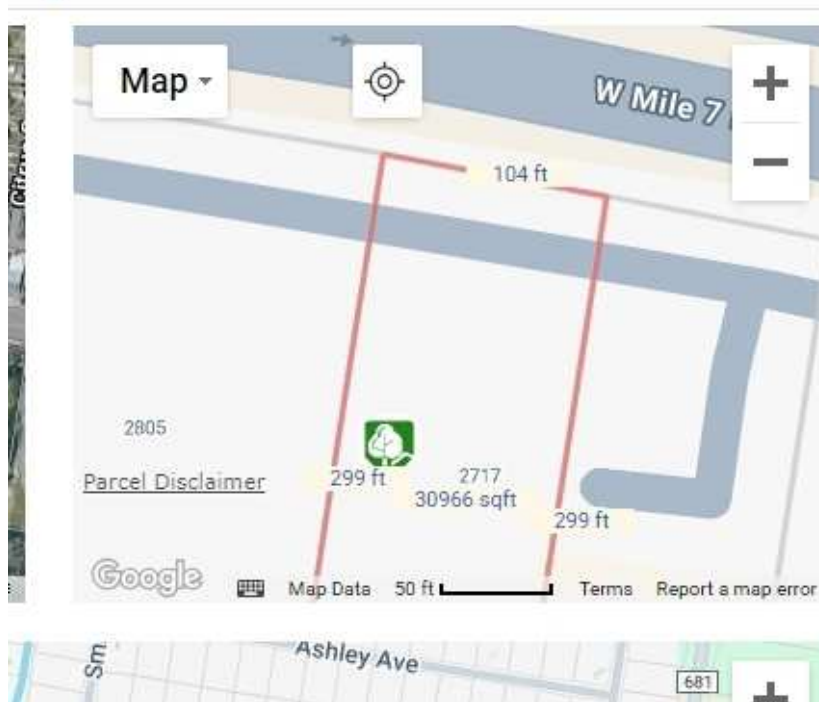 Map
W Mile 7
104 ft
2805
Parcel Disclaimer
299 ft
2717
30966 sqft
299 ft
Google
Map Data
50 ft
Terms
Report a map error
Sm
Ashley Ave
681